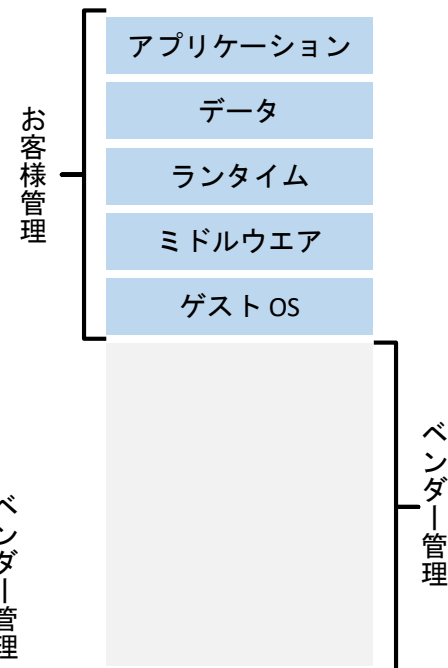 アプリケーション
データ
ランタイム
ミドルウエア
ゲスト OS
お客様管理
ベンダー管理
ベンダー管理